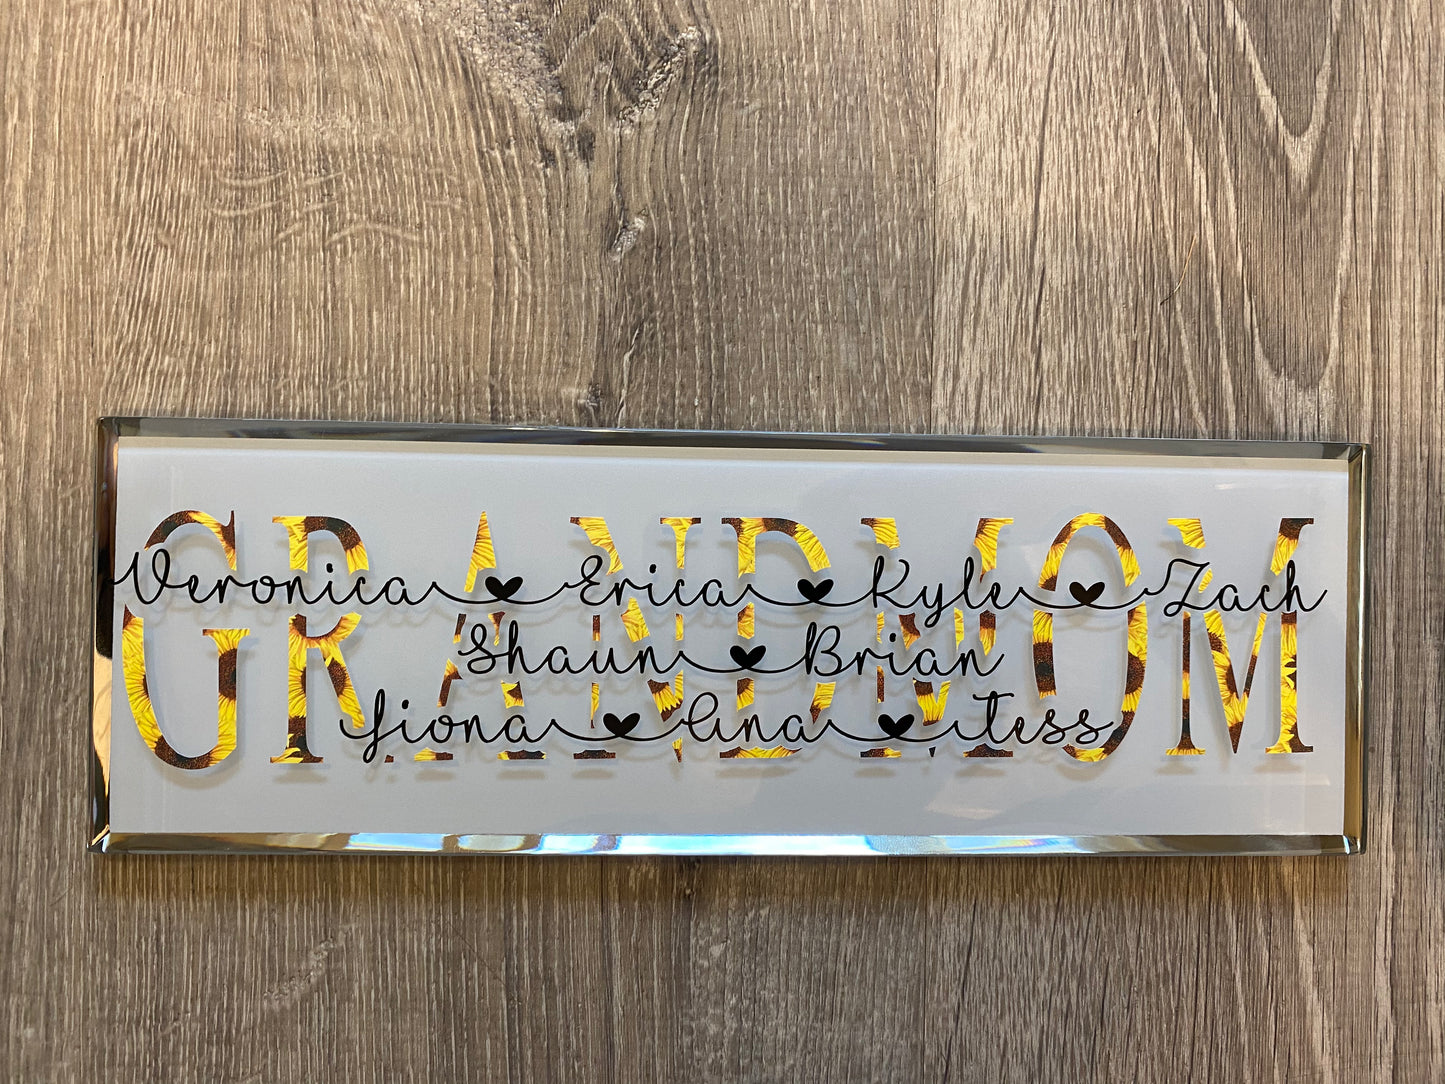 GRANDMOM
Veronica Erica Kyle Zach
Shaun Brian
Fiona Ana Tess